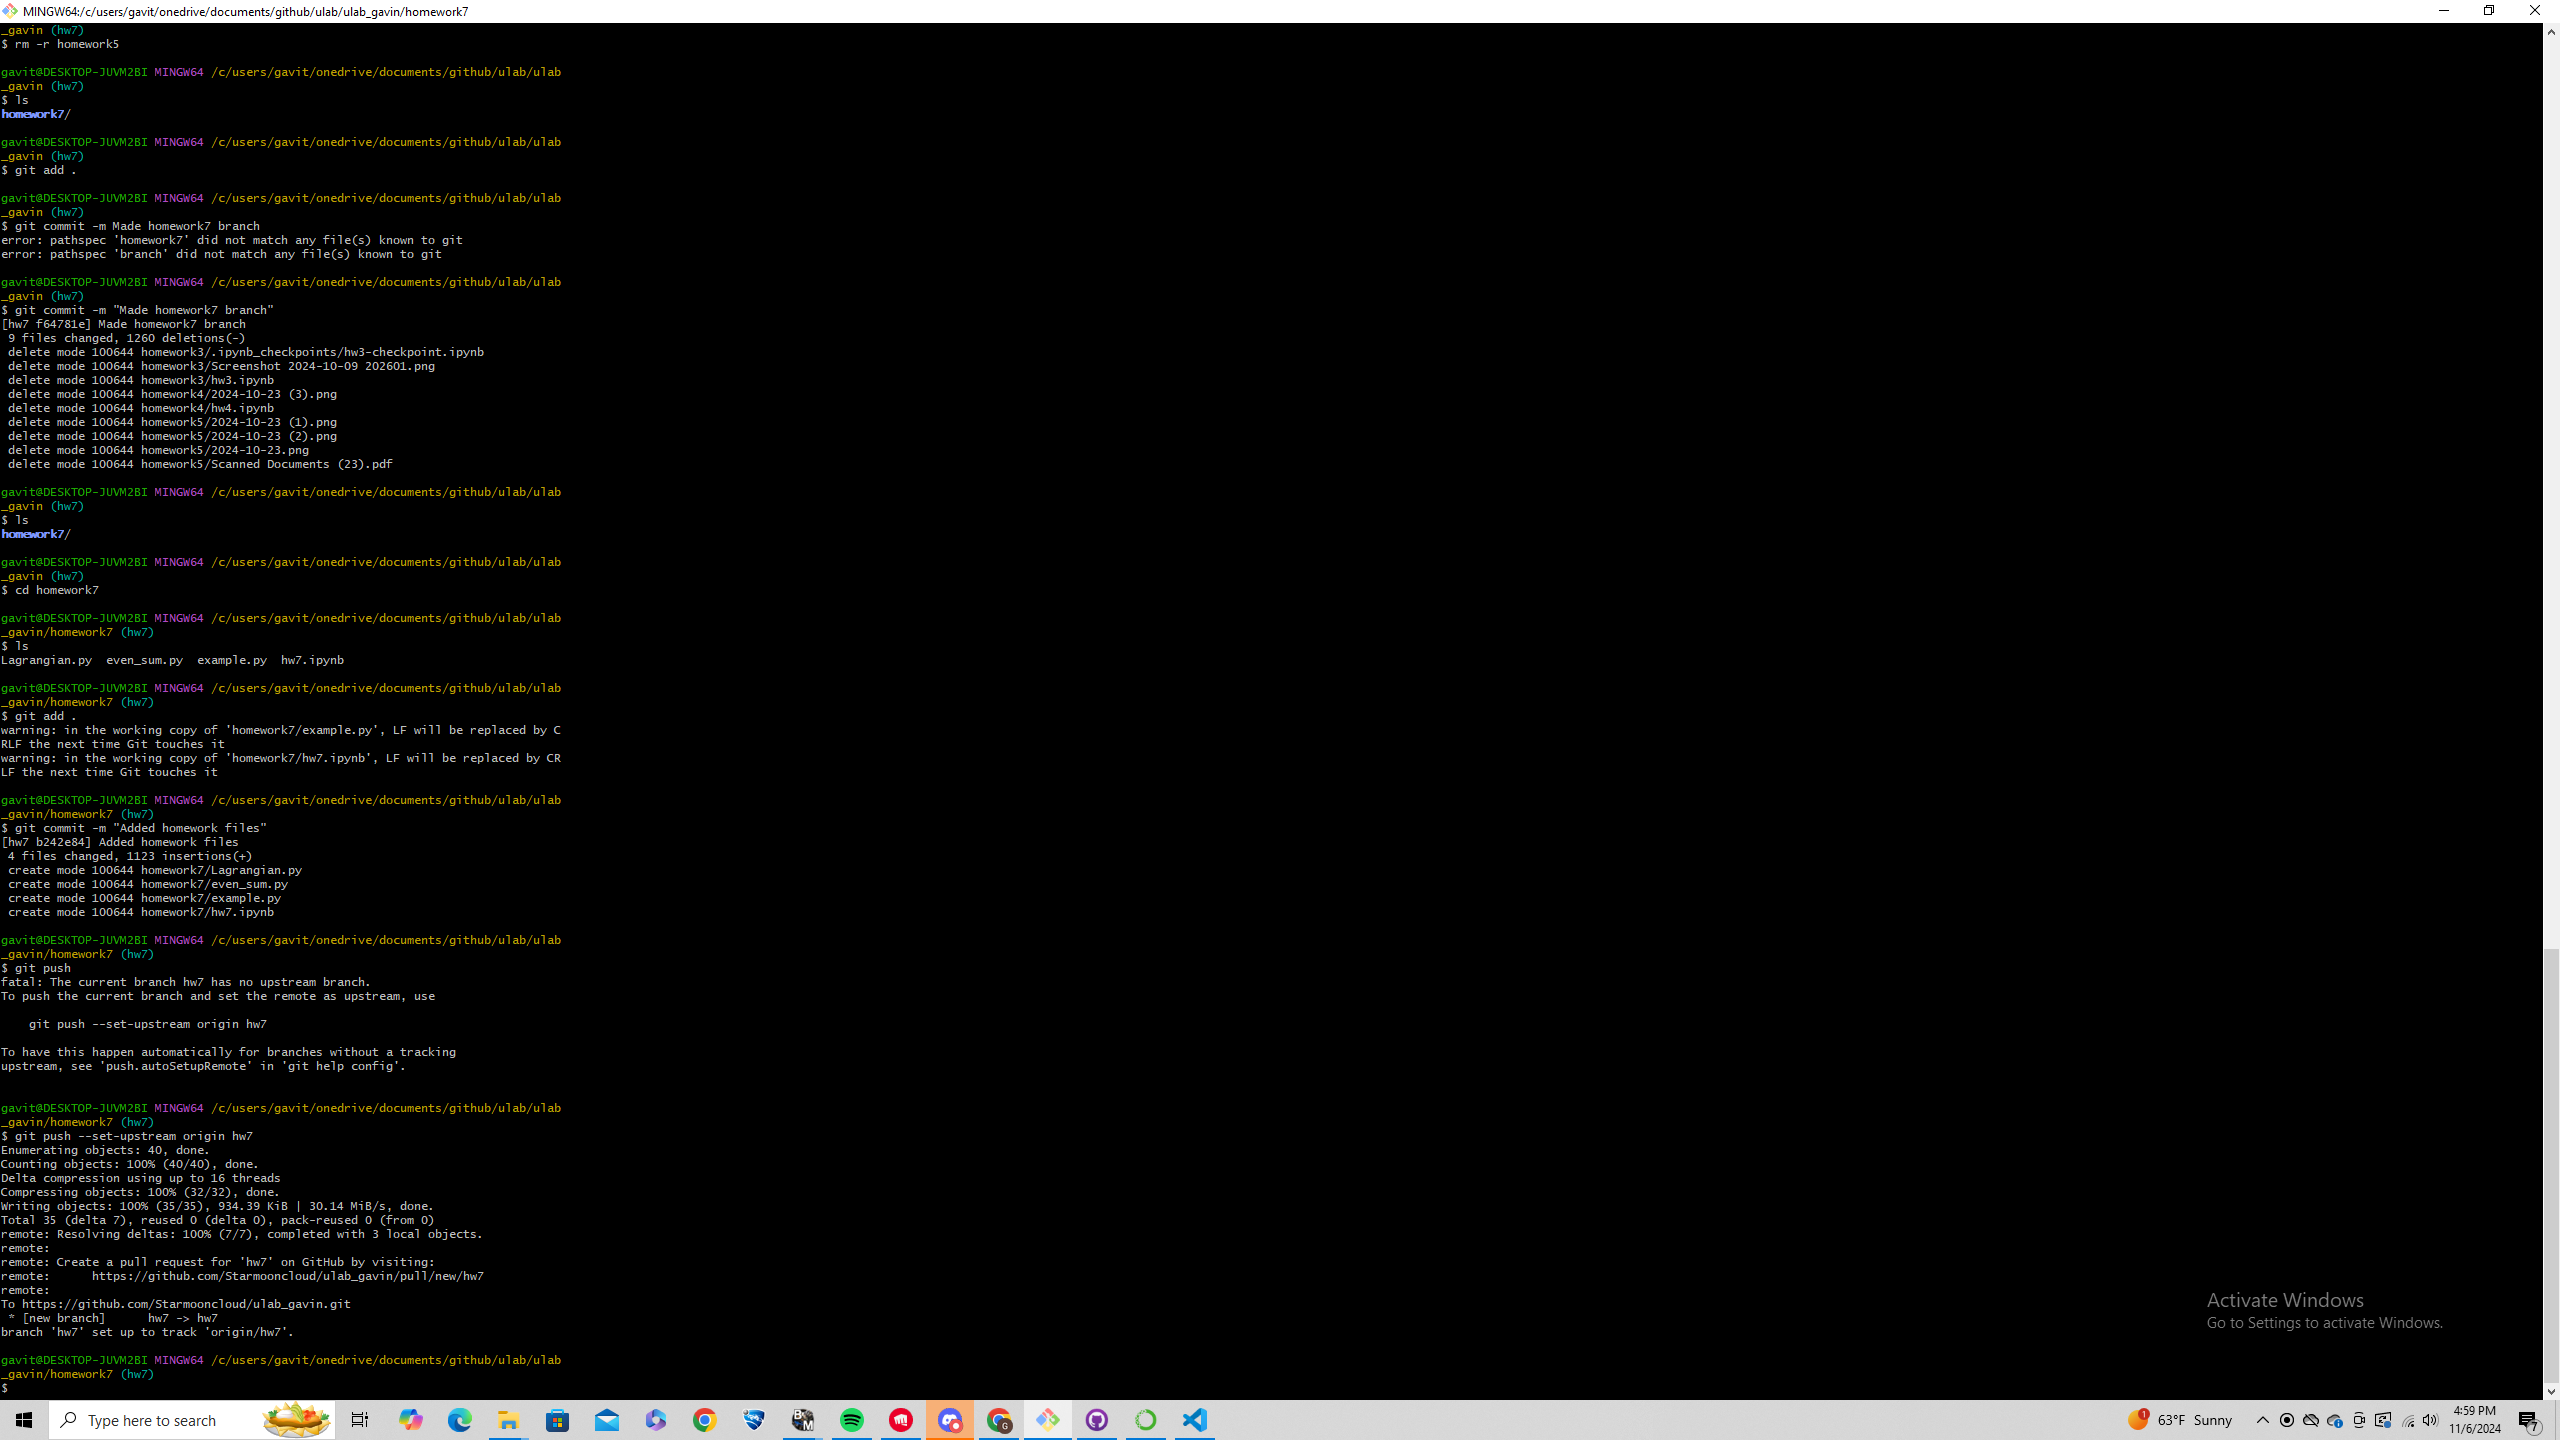 MINGW64:/c/users/gavit/onedrive/documents/github/ulab/ulab_gavin/homework7
_gavin (hw7)
$ rm -r homework5
gavit@DESKTOP-JUVM2BI MINGW64 /c/users/gavit/onedrive/documents/github/ulab/ulab
_gavin (hw7)
$ ls
homework7/
gavit@DESKTOP-JUVM2BI MINGW64 /c/users/gavit/onedrive/documents/github/ulab/ulab
_gavin (hw7)
$ git add .
gavit@DESKTOP-JUVM2BI MINGW64 /c/users/gavit/onedrive/documents/github/ulab/ulab
_gavin (hw7)
$ git commit -m Made homework7 branch
error: pathspec 'homework7' did not match any file(s) known to git
error: pathspec 'branch' did not match any file(s) known to git
gavit@DESKTOP-JUVM2BI MINGW64 /c/users/gavit/onedrive/documents/github/ulab/ulab
_gavin (hw7)
$ git commit -m "Made homework7 branch"
[hw7 f64781e] Made homework7 branch
 9 files changed, 1260 deletions(-)
 delete mode 100644 homework3/.ipynb_checkpoints/hw3-checkpoint.ipynb
 delete mode 100644 homework3/Screenshot 2024-10-09 202601.png
 delete mode 100644 homework3/hw3.ipynb
 delete mode 100644 homework4/2024-10-23 (3).png
 delete mode 100644 homework4/hw4.ipynb
 delete mode 100644 homework5/2024-10-23 (1).png
 delete mode 100644 homework5/2024-10-23 (2).png
 delete mode 100644 homework5/2024-10-23.png
 delete mode 100644 homework5/Scanned Documents (23).pdf
gavit@DESKTOP-JUVM2BI MINGW64 /c/users/gavit/onedrive/documents/github/ulab/ulab
_gavin (hw7)
$ ls
homework7/
gavit@DESKTOP-JUVM2BI MINGW64 /c/users/gavit/onedrive/documents/github/ulab/ulab
_gavin (hw7)
$ cd homework7
gavit@DESKTOP-JUVM2BI MINGW64 /c/users/gavit/onedrive/documents/github/ulab/ulab
_gavin/homework7 (hw7)
$ ls
Lagrangian.py  even_sum.py  example.py  hw7.ipynb
gavit@DESKTOP-JUVM2BI MINGW64 /c/users/gavit/onedrive/documents/github/ulab/ulab
_gavin/homework7 (hw7)
$ git add .
warning: in the working copy of 'homework7/example.py', LF will be replaced by C
RLF the next time Git touches it
warning: in the working copy of 'homework7/hw7.ipynb', LF will be replaced by CR
LF the next time Git touches it
gavit@DESKTOP-JUVM2BI MINGW64 /c/users/gavit/onedrive/documents/github/ulab/ulab
_gavin/homework7 (hw7)
$ git commit -m "Added homework files"
[hw7 b242e84] Added homework files
 4 files changed, 1123 insertions(+)
 create mode 100644 homework7/Lagrangian.py
 create mode 100644 homework7/even_sum.py
 create mode 100644 homework7/example.py
 create mode 100644 homework7/hw7.ipynb
gavit@DESKTOP-JUVM2BI MINGW64 /c/users/gavit/onedrive/documents/github/ulab/ulab
_gavin/homework7 (hw7)
$ git push
fatal: The current branch hw7 has no upstream branch.
To push the current branch and set the remote as upstream, use
    git push --set-upstream origin hw7
To have this happen automatically for branches without a tracking
upstream, see 'push.autoSetupRemote' in 'git help config'.
gavit@DESKTOP-JUVM2BI MINGW64 /c/users/gavit/onedrive/documents/github/ulab/ulab
_gavin/homework7 (hw7)
$ git push --set-upstream origin hw7
Enumerating objects: 40, done.
Counting objects: 100% (40/40), done.
Delta compression using up to 16 threads
Compressing objects: 100% (32/32), done.
Writing objects: 100% (35/35), 934.39 KiB | 30.14 MiB/s, done.
Total 35 (delta 7), reused 0 (delta 0), pack-reused 0 (from 0)
remote: Resolving deltas: 100% (7/7), completed with 3 local objects.
remote:
remote: Create a pull request for 'hw7' on GitHub by visiting:
remote:      https://github.com/Starmooncloud/ulab_gavin/pull/new/hw7
remote:
To https://github.com/Starmooncloud/ulab_gavin.git
 * [new branch]      hw7 -> hw7
branch 'hw7' set up to track 'origin/hw7'.
gavit@DESKTOP-JUVM2BI MINGW64 /c/users/gavit/onedrive/documents/github/ulab/ulab
_gavin/homework7 (hw7)
$
Activate Windows
Go to Settings to activate Windows.
Type here to search
B M
G
1
63°F Sunny
4:59 PM
11/6/2024
7